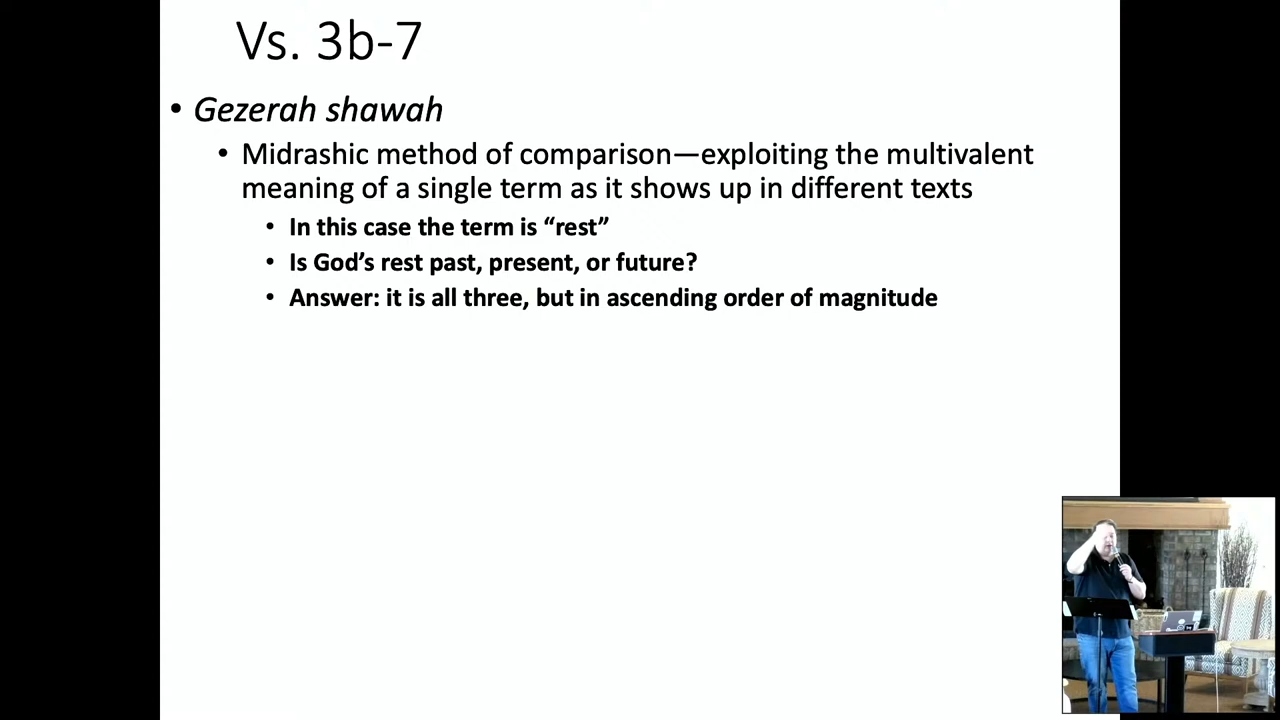 Vs. 3b-7
• Gezerah shawah
• Midrashic method of comparison—exploiting the multivalent
meaning of a single term as it shows up in different texts
• In this case the term is “rest”
• Is God’s rest past, present, or future?
• Answer: it is all three, but in ascending order of magnitude